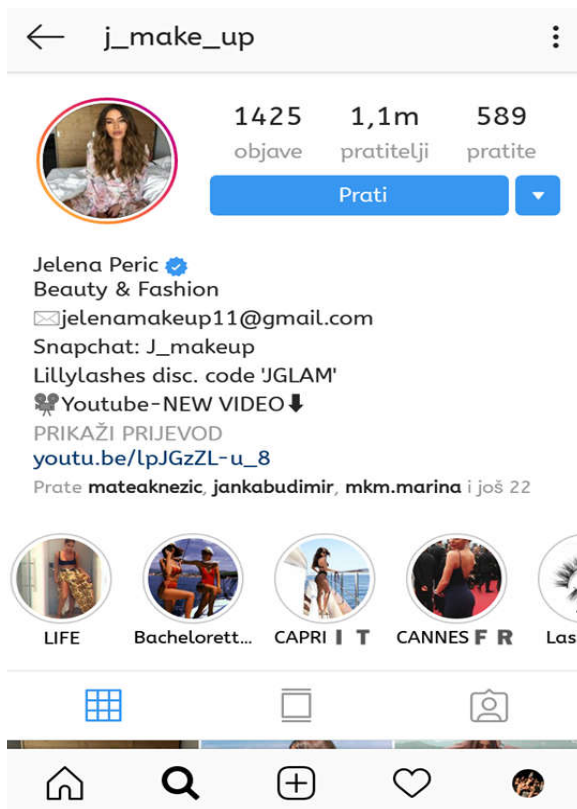 j_make_up
1425 1,1m 589
objave pratitelji pratite
Prati
Jelena Peric
Beauty & Fashion
✉jelenamakeup11@gmail.com
Snapchat: J_makeup
Lillylashes disc. code 'JGLAM'
🎥Youtube-NEW VIDEO⬇
PRIKAŽI PRIJEVOD
youtu.be/lpJGzZL-u_8
Prate mateaknezic, jankabudimir, mkm.marina i još 22
LIFE Bachelorett... CAPRI I T CANNES F R Las